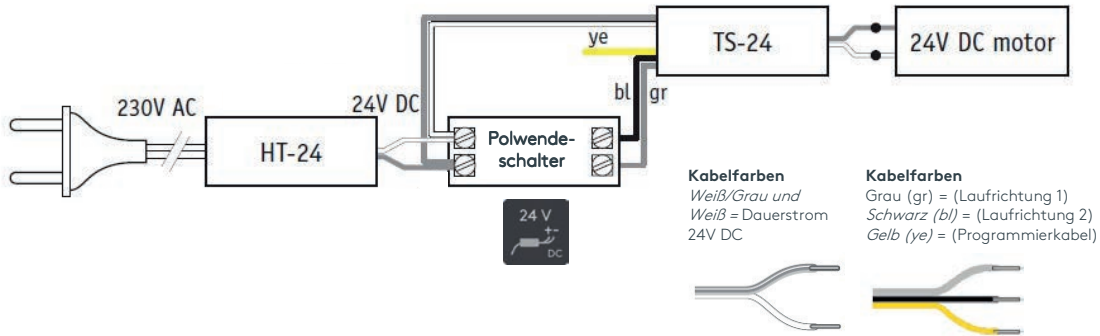 ye
TS-24
24V DC motor
bl
gr
230V AC
24V DC
HT-24
Polwende-
schalter
24 V
+-
DC
Kabelfarben
Weiß/Grau und
Weiß = Dauerstrom
24V DC
Kabelfarben
Grau (gr) = (Laufrichtung 1)
Schwarz (bl) = (Laufrichtung 2)
Gelb (ye) = (Programmierkabel)